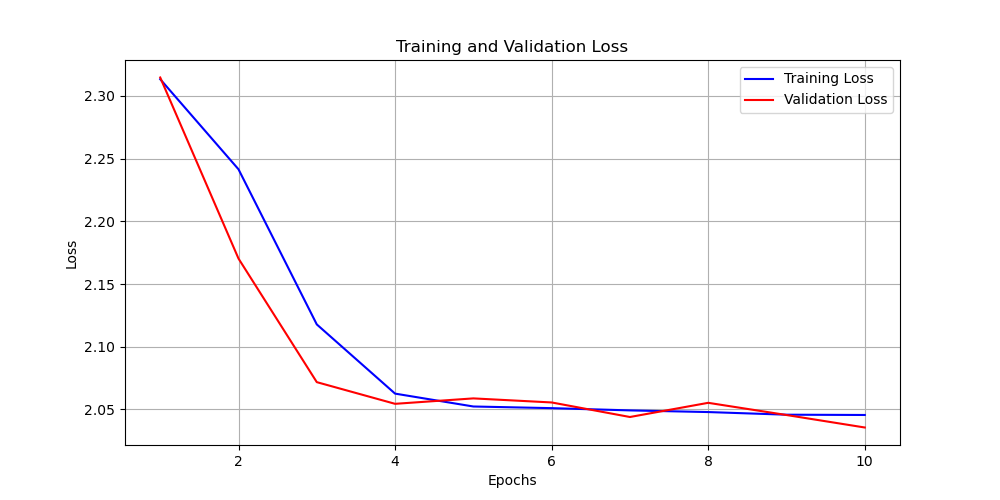 Training and Validation Loss
Training Loss
Validation Loss
2.30
2.25
2.20
2.15
2.10
2.05
Loss
2 4 6 8 10
Epochs